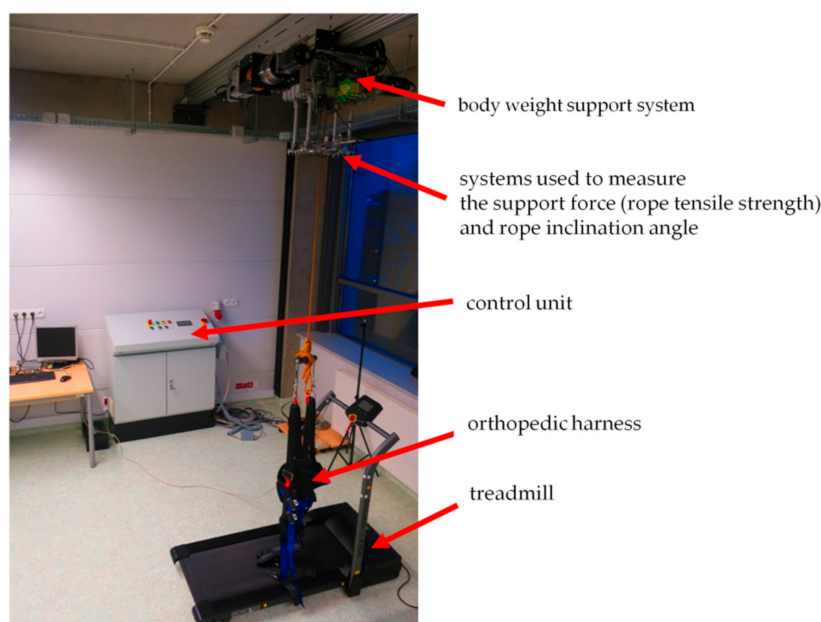 body weight support system
systems used to measure
the support force (rope tensile strength)
and rope inclination angle
control unit
orthopedic harness
treadmill